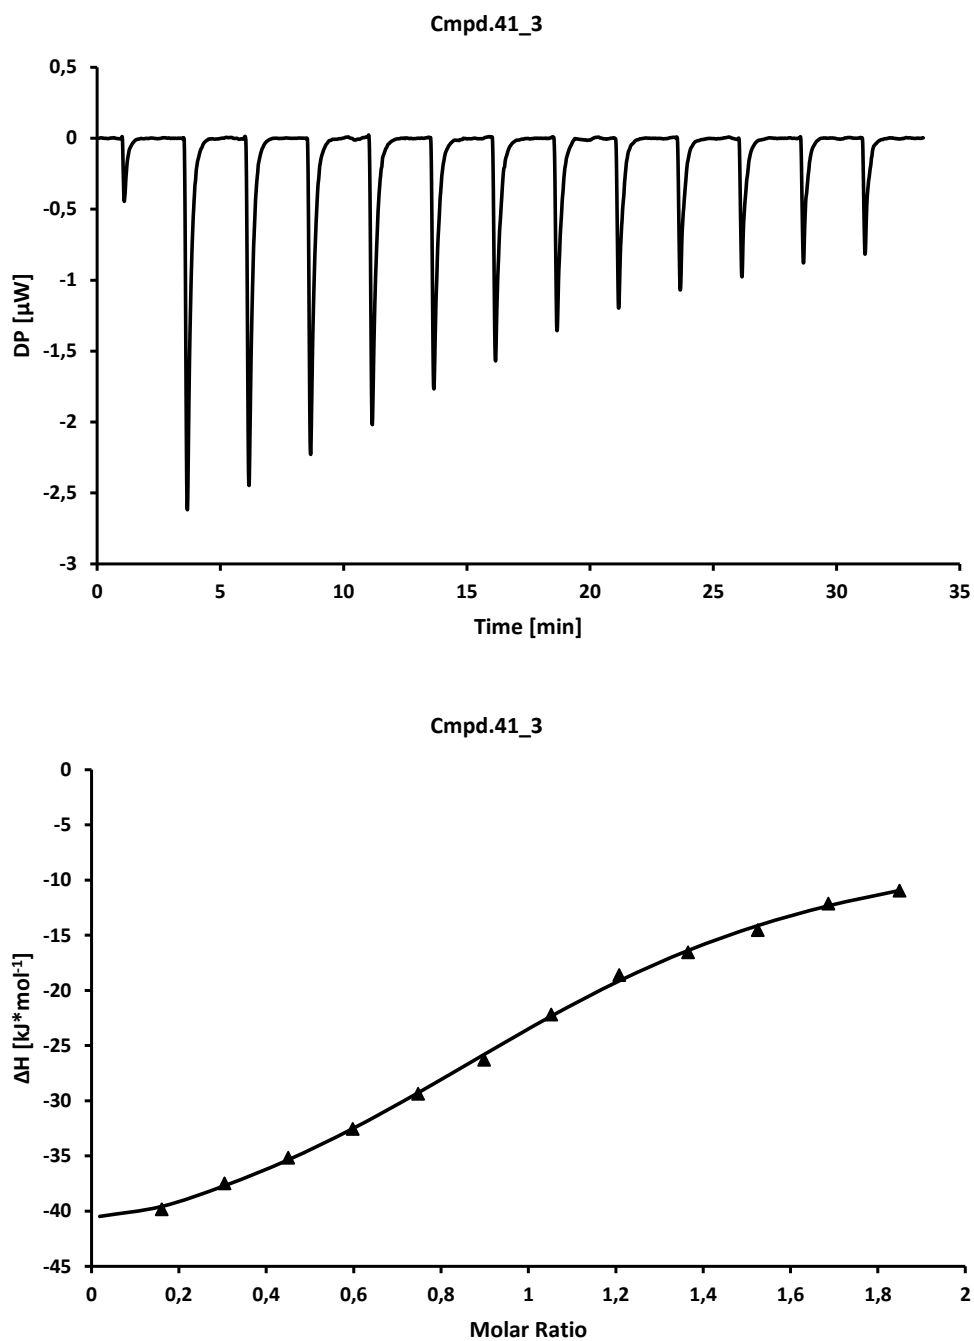 Cmpd.41_3
0,5
0
-0,5
-1
-1,5
-2
-2,5
-3
DP [µW]
0 5 10 15 20 25 30 35
Time [min]
Cmpd.41_3
0
-5
-10
-15
-20
-25
-30
-35
-40
-45
ΔH [kJ*mol⁻¹]
0 0,2 0,4 0,6 0,8 1 1,2 1,4 1,6 1,8 2
Molar Ratio